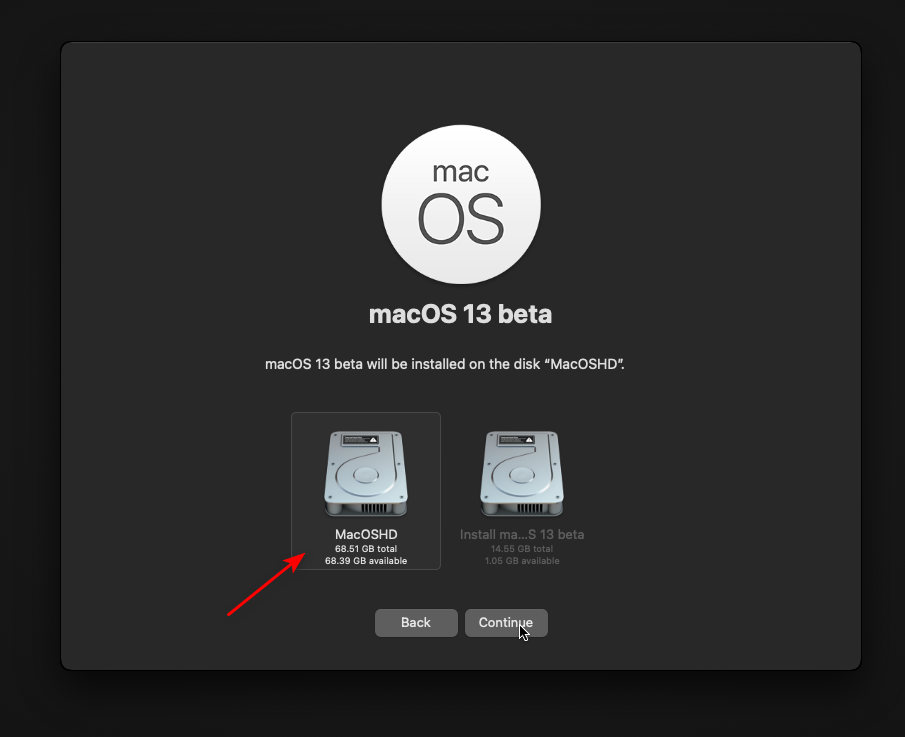 mac
OS
macOS 13 beta
macOS 13 beta will be installed on the disk “MacOSHD”.
MacOSHD
68.51 GB total
68.39 GB available
Install ma...S 13 beta
14.55 GB total
1.05 GB available
Back
Continue